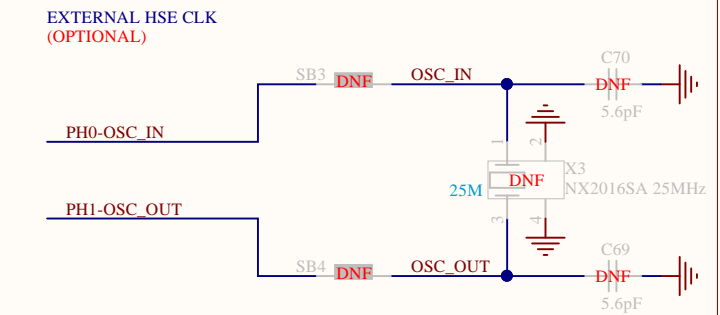 EXTERNAL HSE CLK
(OPTIONAL)
SB3
DNF
OSC_IN
C70
DNF
5.6pF
PH0-OSC_IN
1
2
X3
25M
DNF
NX2016SA 25MHz
PH1-OSC_OUT
3
4
SB4
DNF
OSC_OUT
C69
DNF
5.6pF